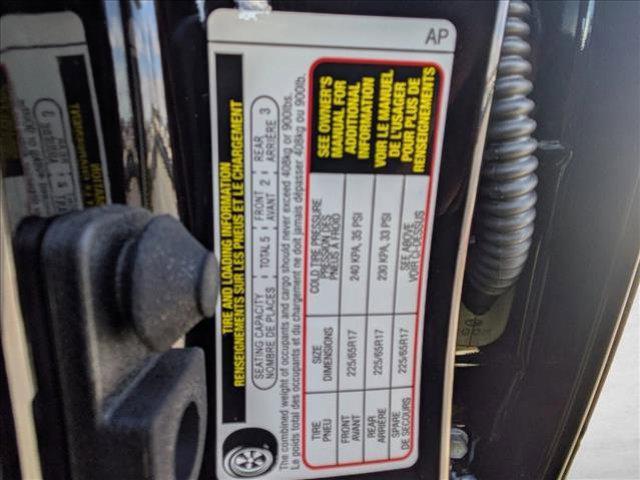 AP
TIRE AND LOADING INFORMATION
RENSEIGNEMENTS SUR LES PNEUS ET LE CHARGEMENT
SEATING CAPACITY TOTAL 5 FRONT 2 REAR 3
NOMBRE DE PLACES AVANT ARRIÈRE
The combined weight of occupants and cargo should never exceed 408kg or 900lbs.
Le poids total des occupants et du chargement ne doit jamais dépasser 408kg ou 900lb.
TIRE SIZE COLD TIRE PRESSURE
PNEU DIMENSIONS PRESSION DES
PNEUS À FROID
FRONT 225/65R17 240 KPA, 35 PSI
AVANT
REAR 225/65R17 230 KPA, 33 PSI
ARRIÈRE
SPARE 225/65R17 SEE ABOVE
DE SECOURS VOIR CI-DESSUS
SEE OWNER'S
MANUAL FOR
ADDITIONAL
INFORMATION
VOIR LE MANUEL
DE L'USAGER
POUR PLUS DE
RENSEIGNEMENTS